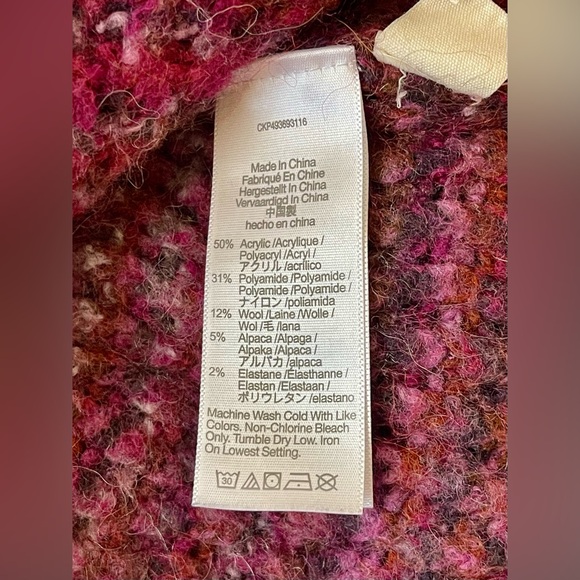 CKP493693116
Made In China
Fabriqué En Chine
Hergestellt In China
Vervaardigd In China
中国製
hecho en china
50% Acrylic /Acrylique /
Polyacryl /Acryl /
アクリル /acrílico
31% Polyamide /Polyamide /
Polyamide /Polyamide /
ナイロン /poliamida
12% Wool /Laine /Wolle /
Wol /毛 /lana
5% Alpaca /Alpaga /
Alpaka /Alpaca /
アルパカ /alpaca
2% Elastane /Élasthanne /
Elastan /Elastaan /
ポリウレタン /elastano
Machine Wash Cold With Like
Colors. Non-Chlorine Bleach
Only. Tumble Dry Low. Iron
On Lowest Setting.
30